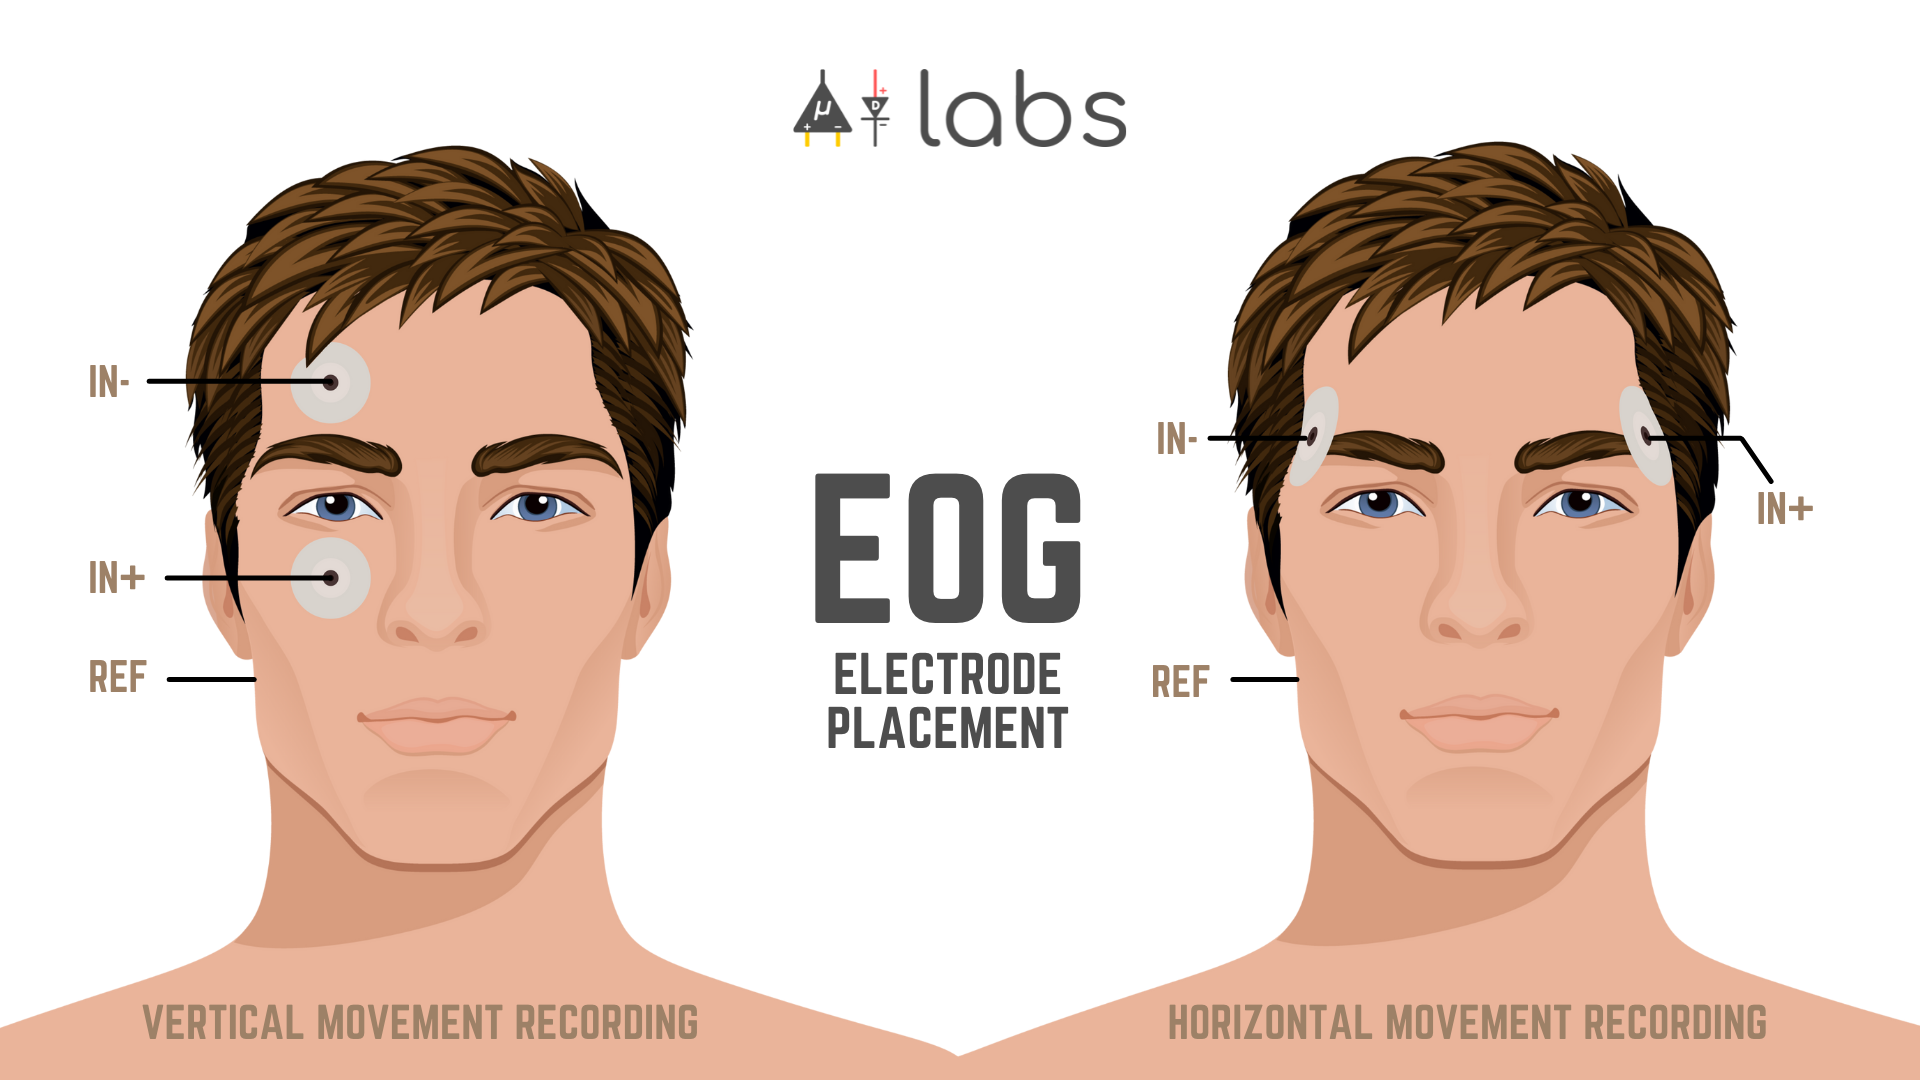 μ D labs
IN-
IN+
REF
EOG
ELECTRODE
PLACEMENT
IN-
IN+
REF
VERTICAL MOVEMENT RECORDING
HORIZONTAL MOVEMENT RECORDING